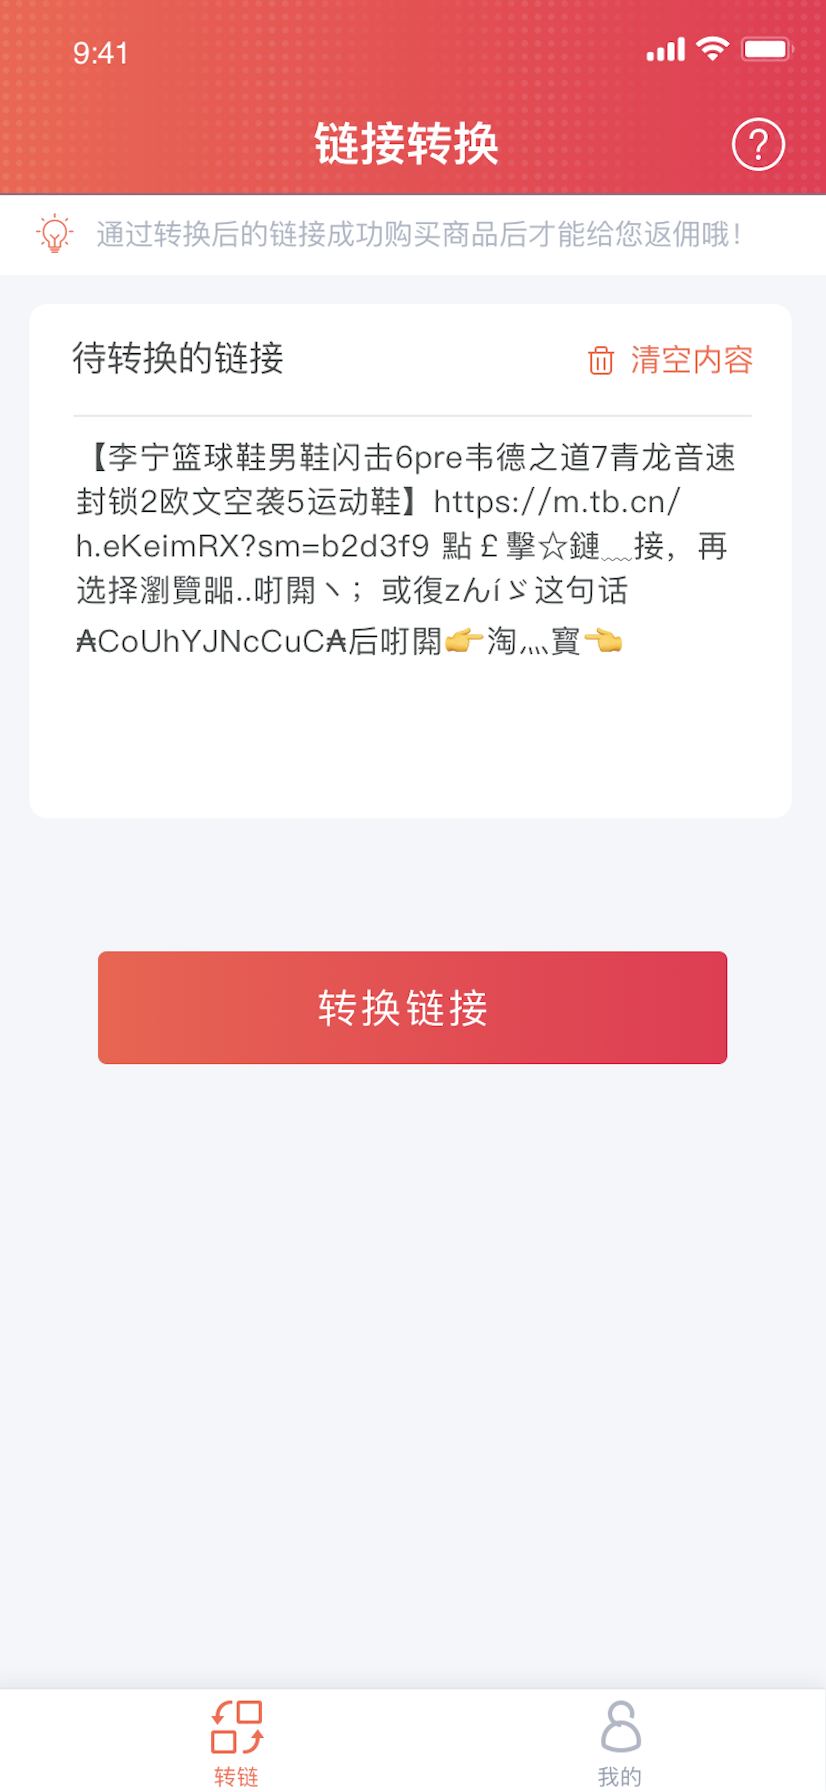 9:41
链接转换
?
通过转换后的链接成功购买商品后才能给您返佣哦！
待转换的链接
清空内容
【李宁篮球鞋男鞋闪击6pre韦德之道7青龙音速
封锁2欧文空袭5运动鞋】https://m.tb.cn/
h.eKeimRX?sm=b2d3f9 點￡擊☆鏈﹏接，再
选择瀏覽嘂..咑閞丶；或復zんíゞ这句话
₳CoUhYJNcCuC₳后咑閞👉淘灬寳👈
转换链接
转链
我的